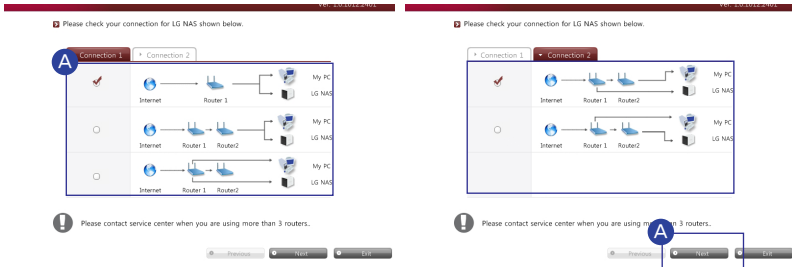 Ver. 2.0.1012.2401
Please check your connection for LG NAS shown below.
Connection 1
Connection 2
A
My PC
LG NAS
Internet
Router 1
My PC
LG NAS
Internet
Router 1
Router2
My PC
LG NAS
Internet
Router 1
Router2
Please contact service center when you are using more than 3 routers..
Previous
Next
Exit
Ver. 2.0.1012.2401
Please check your connection for LG NAS shown below.
Connection 1
Connection 2
My PC
LG NAS
Internet
Router 1
Router2
My PC
LG NAS
Internet
Router 1
Router2
Please contact service center when you are using more than 3 routers..
A
Previous
Next
Exit